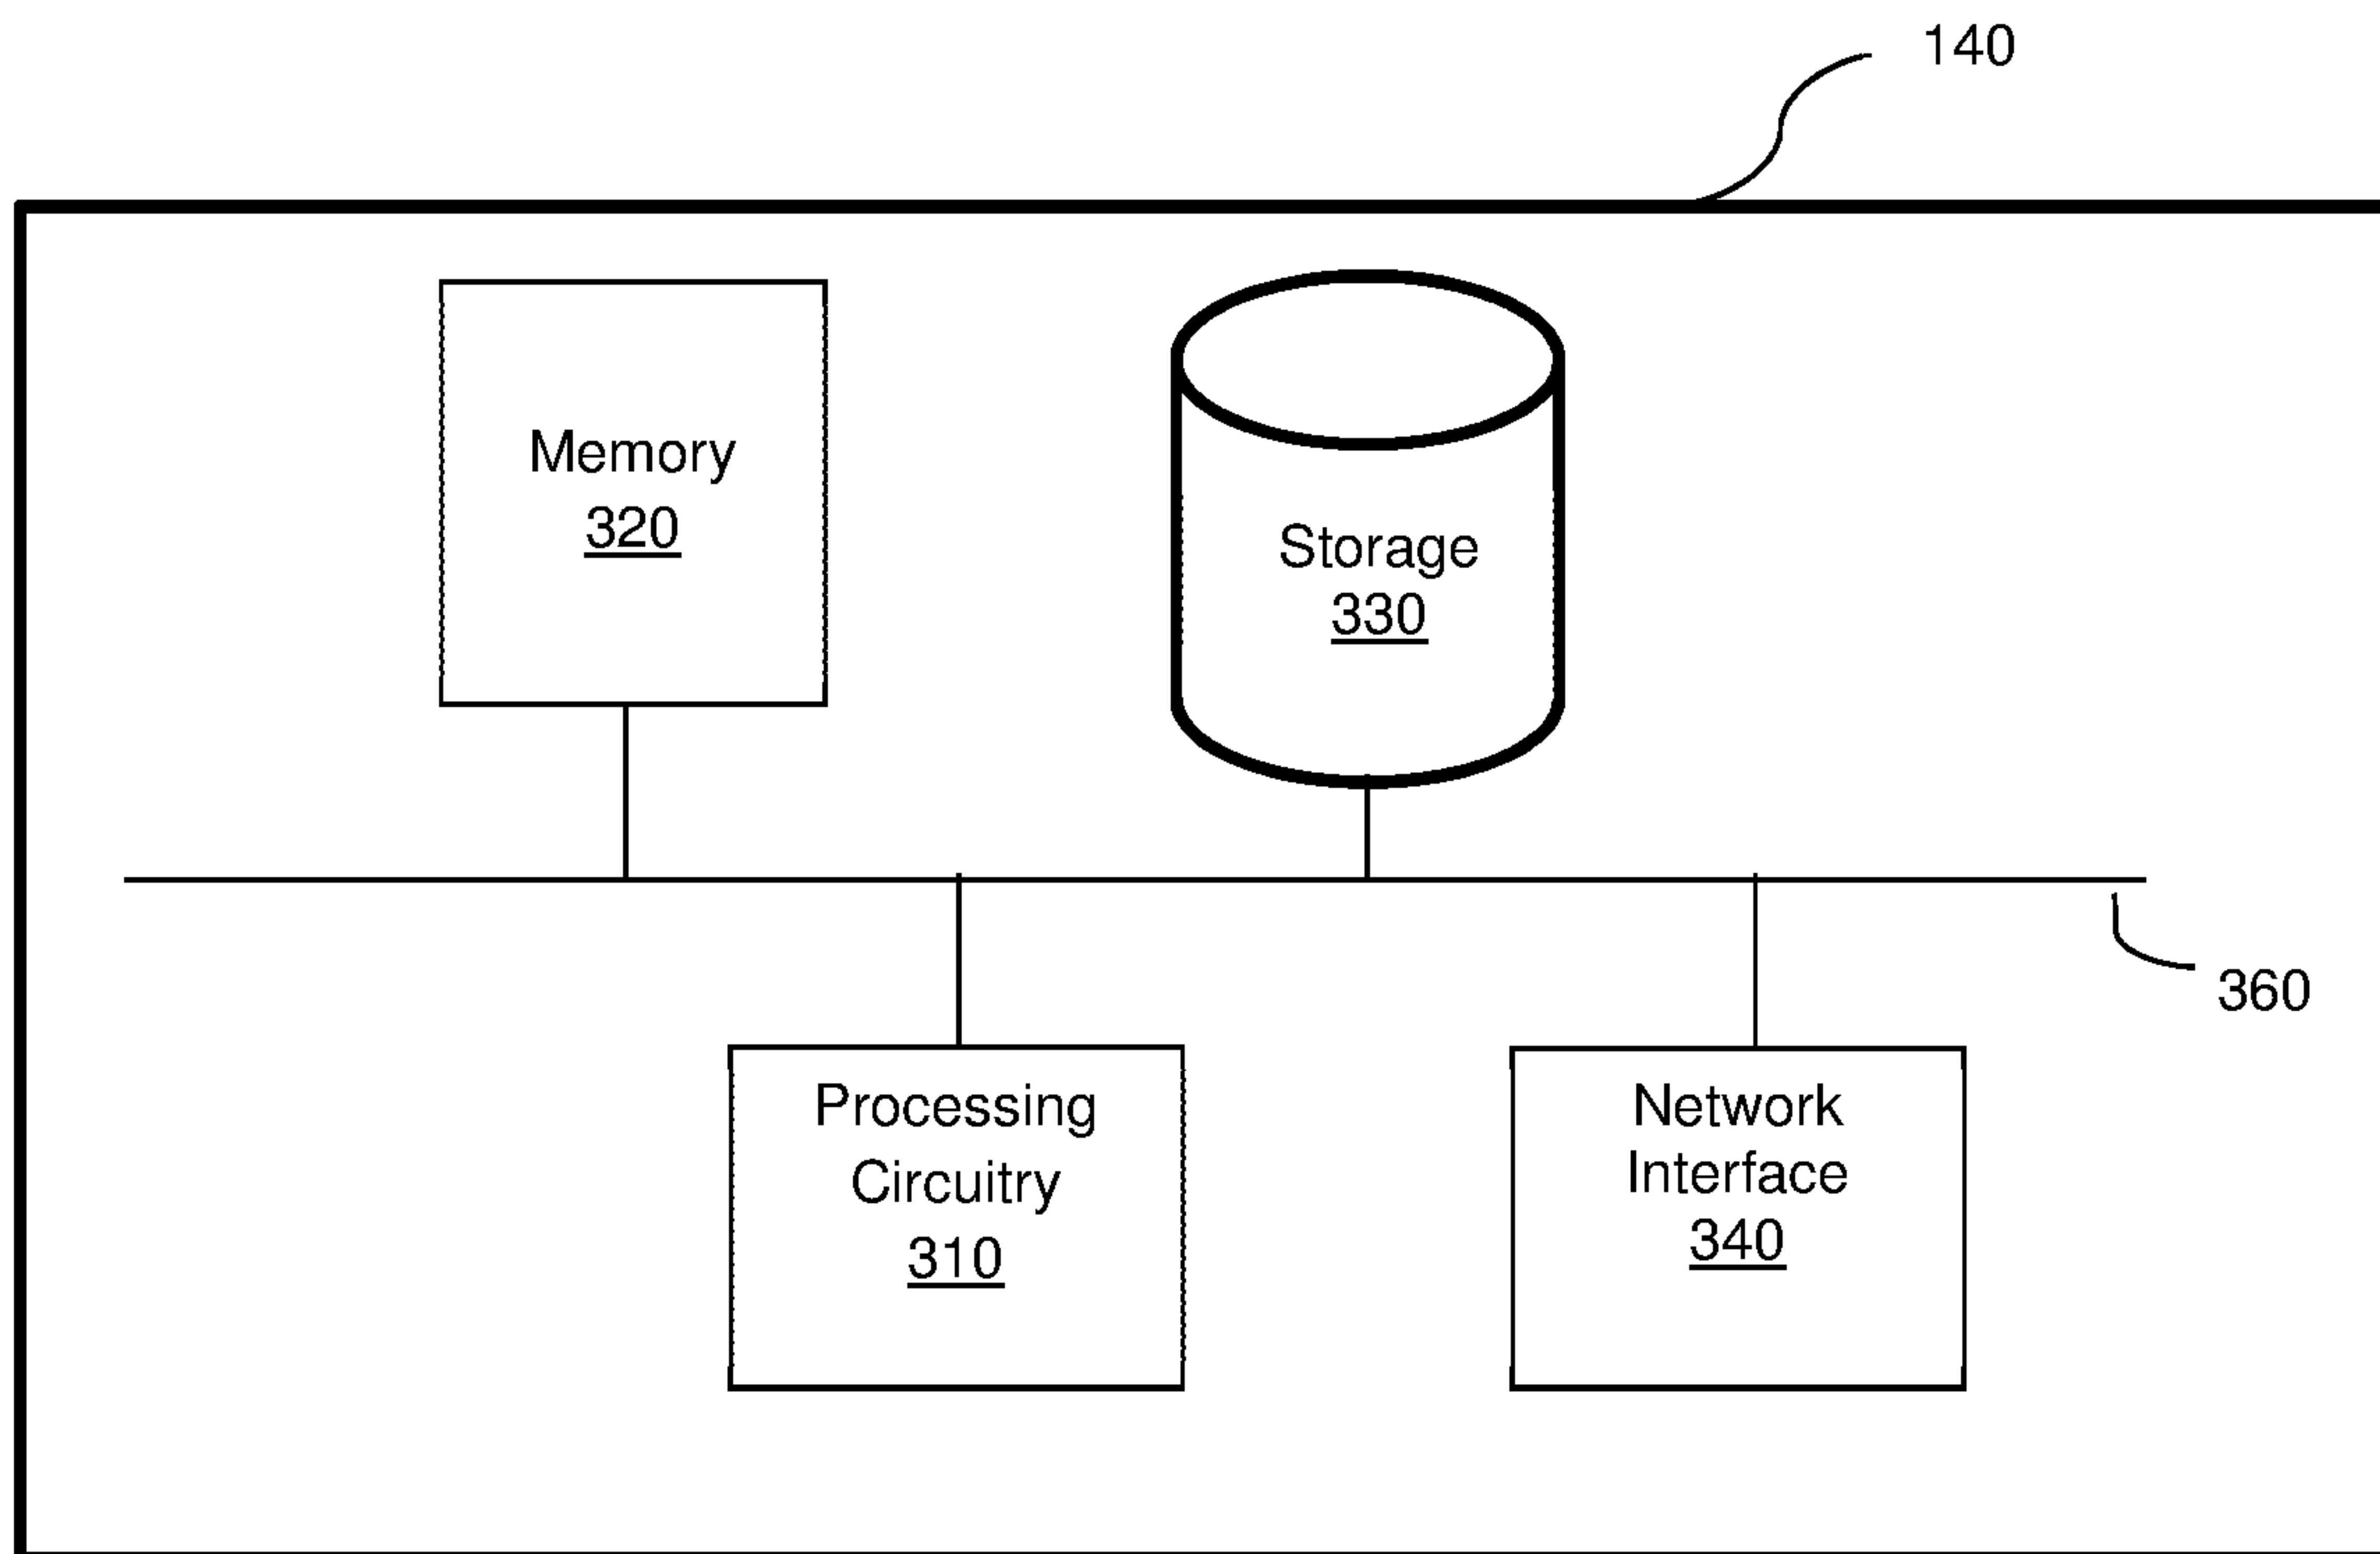 140
Memory
320
Storage
330
360
Processing
Circuitry
310
Network
Interface
340